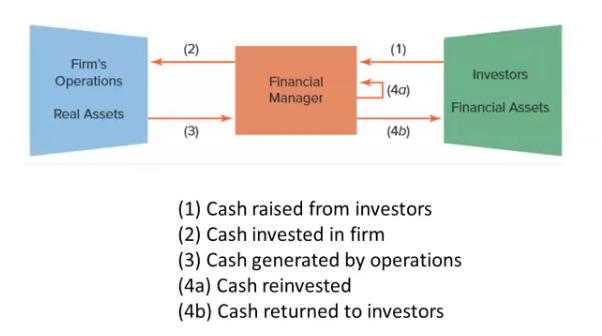 Firm's
Operations
Real Assets
(2)
(3)
Financial
Manager
(1)
(4a)
(4b)
Investors
Financial Assets
(1) Cash raised from investors
(2) Cash invested in firm
(3) Cash generated by operations
(4a) Cash reinvested
(4b) Cash returned to investors